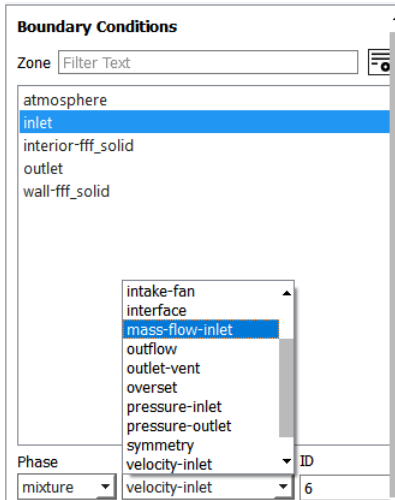 Boundary Conditions
Zone Filter Text
atmosphere
inlet
interior-fff_solid
outlet
wall-fff_solid
intake-fan
interface
mass-flow-inlet
outflow
outlet-vent
overset
pressure-inlet
pressure-outlet
symmetry
velocity-inlet
Phase ID
mixture velocity-inlet 6